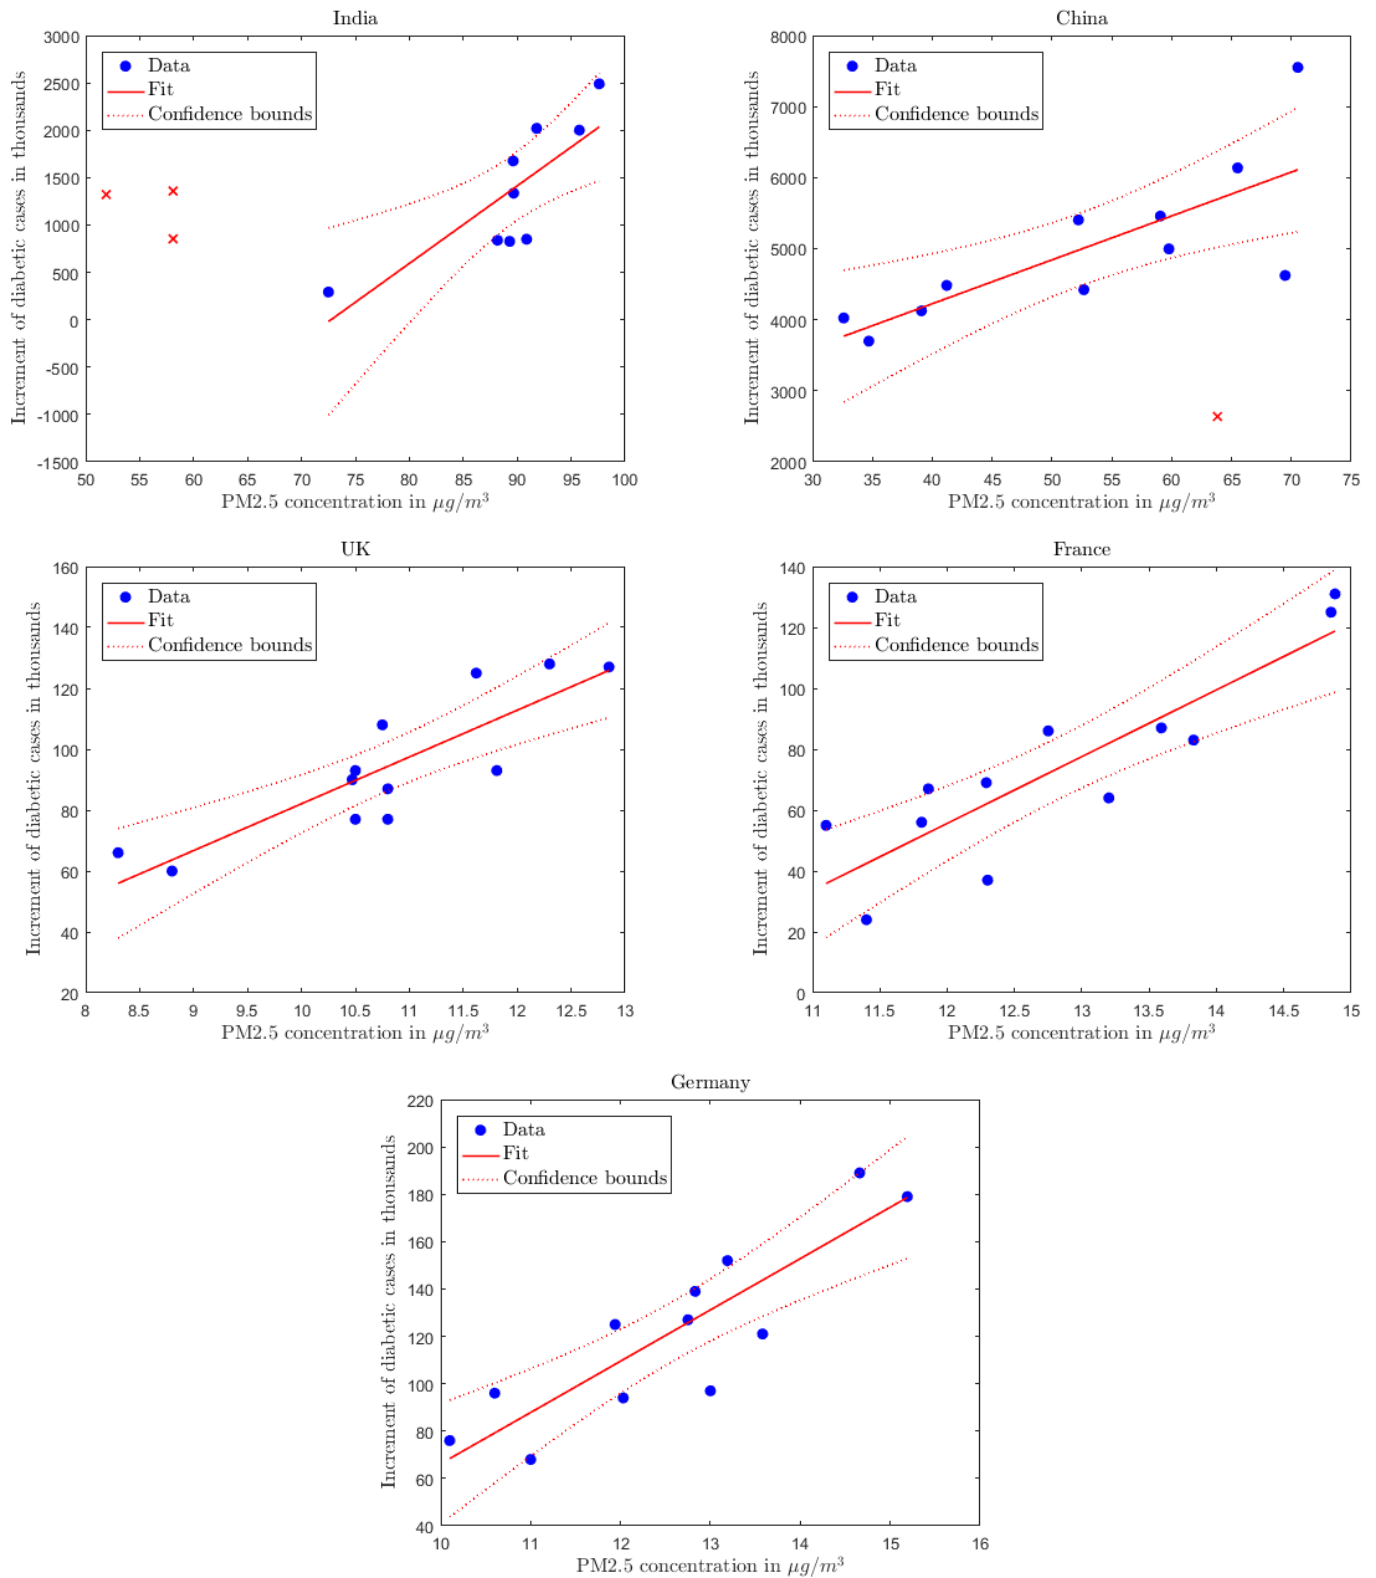 India
3000
2500
2000
1500
1000
500
0
-500
-1000
-1500
Increment of diabetic cases in thousands
Data
Fit
Confidence bounds
50 55 60 65 70 75 80 85 90 95 100
PM2.5 concentration in μg/m³
China
8000
7000
6000
5000
4000
3000
2000
Increment of diabetic cases in thousands
Data
Fit
Confidence bounds
30 35 40 45 50 55 60 65 70 75
PM2.5 concentration in μg/m³
UK
160
140
120
100
80
60
40
20
Increment of diabetic cases in thousands
Data
Fit
Confidence bounds
8 8.5 9 9.5 10 10.5 11 11.5 12 12.5 13
PM2.5 concentration in μg/m³
France
140
120
100
80
60
40
20
0
Increment of diabetic cases in thousands
Data
Fit
Confidence bounds
11 11.5 12 12.5 13 13.5 14 14.5 15
PM2.5 concentration in μg/m³
Germany
220
200
180
160
140
120
100
80
60
40
Increment of diabetic cases in thousands
Data
Fit
Confidence bounds
10 11 12 13 14 15 16
PM2.5 concentration in μg/m³